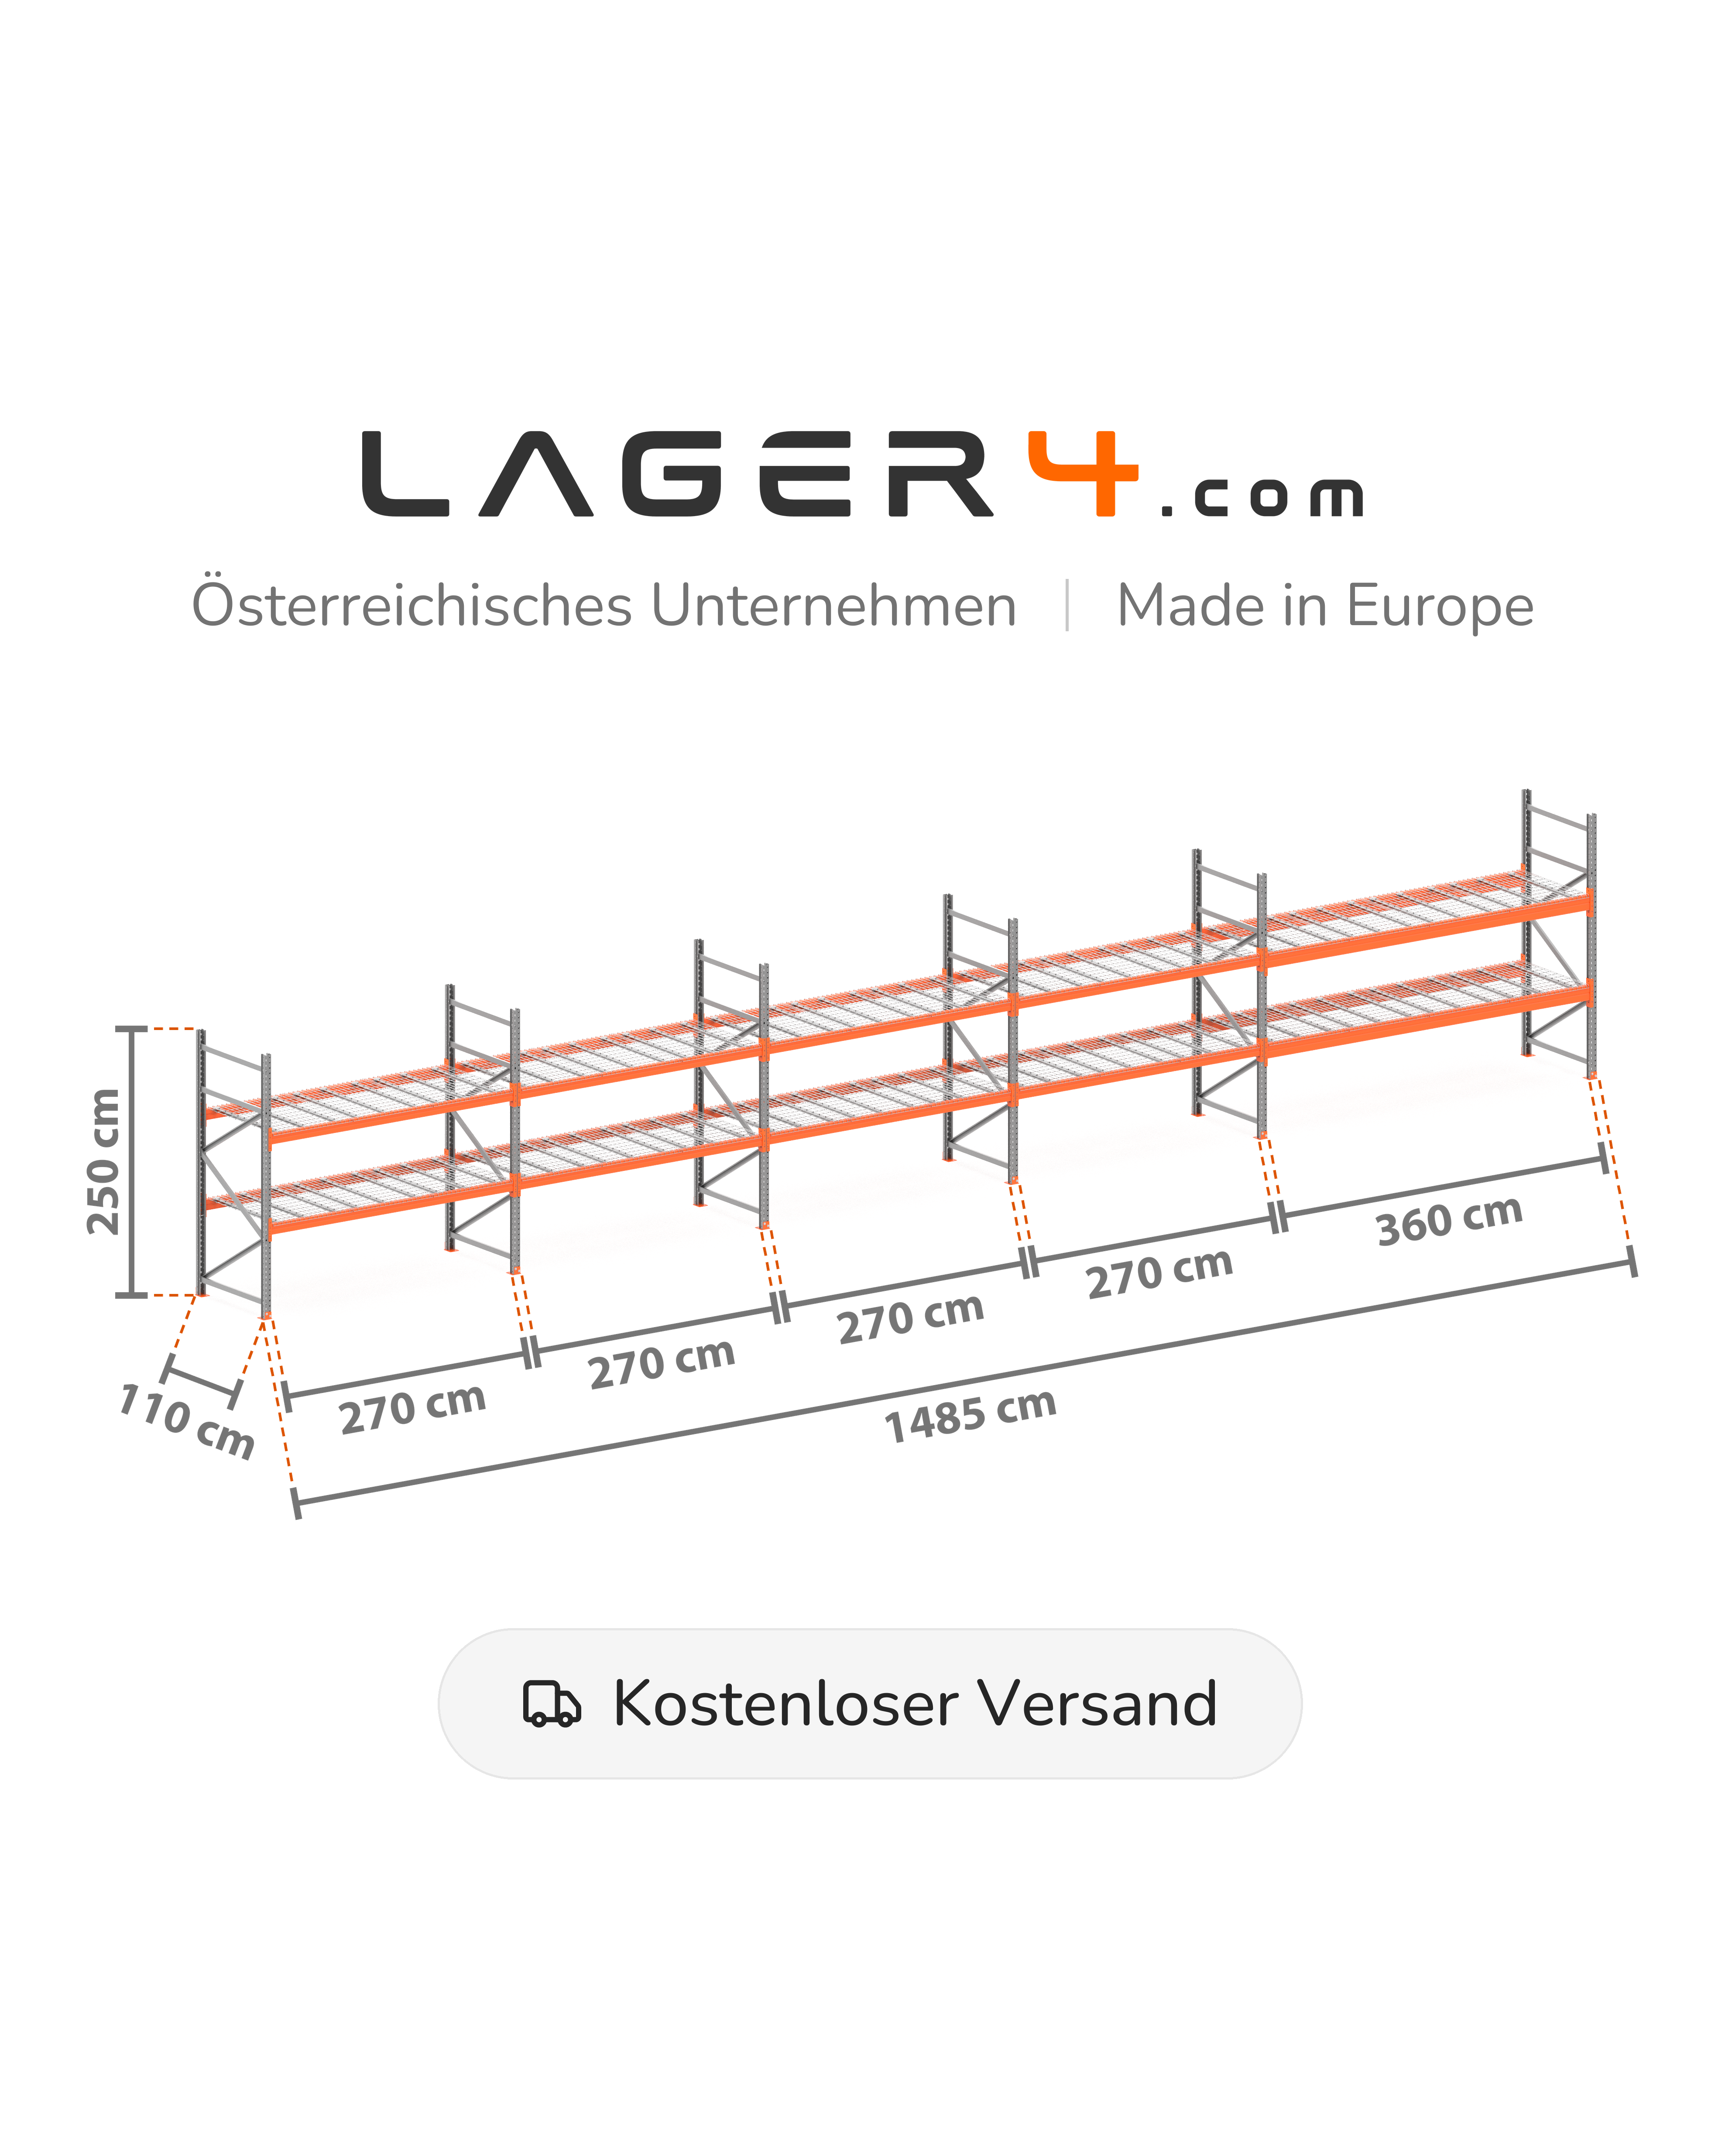 LAGER4.com
Österreichisches Unternehmen | Made in Europe
250 cm
110 cm
270 cm
270 cm
270 cm
270 cm
360 cm
1485 cm
Kostenloser Versand